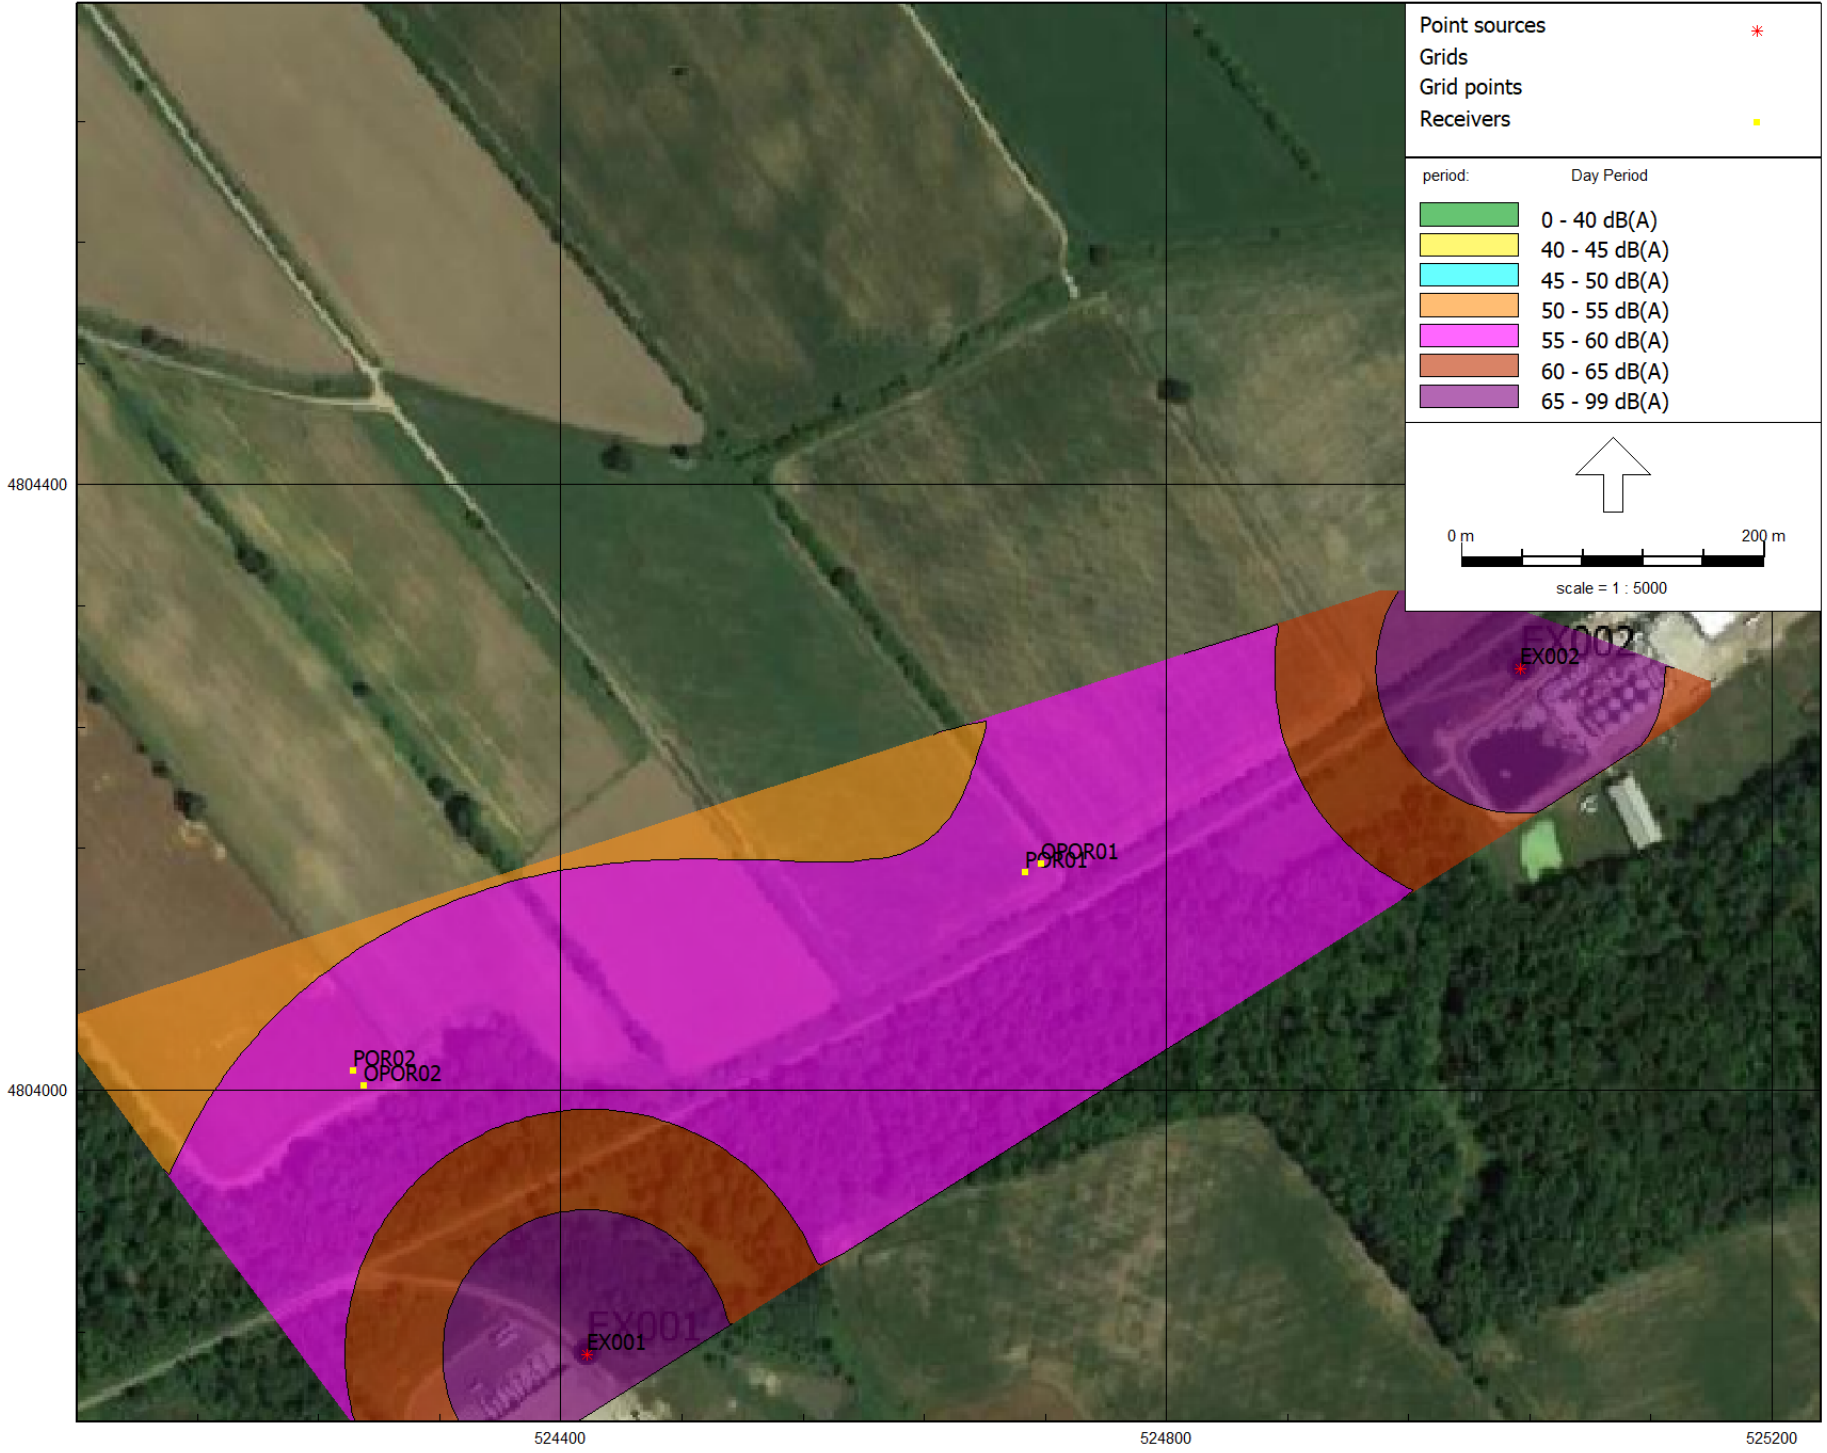 Point sources
Grids
Grid points
Receivers
period: Day Period
0 - 40 dB(A)
40 - 45 dB(A)
45 - 50 dB(A)
50 - 55 dB(A)
55 - 60 dB(A)
60 - 65 dB(A)
65 - 99 dB(A)
0 m 200 m
scale = 1 : 5000
4804400
EX002
EX002
OPOR01
POR01
POR02
OPOR02
4804000
EX001
EX001
524400 524800 525200